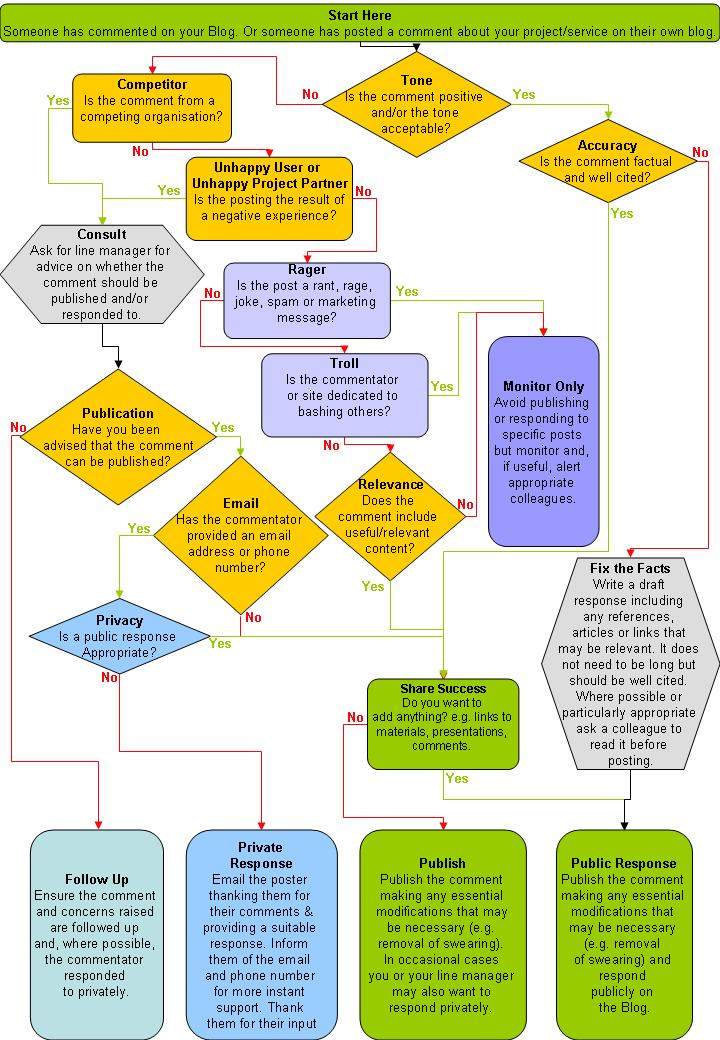 Start Here
Someone has commented on your Blog. Or someone has posted a comment about your project/service on their own blog.
Tone
Is the comment positive
and/or the tone
acceptable?
No
Yes
Competitor
Is the comment from a
competing organisation?
Yes
No
Accuracy
Is the comment factual
and well cited?
No
Yes
Unhappy User or
Unhappy Project Partner
Is the posting the result of
a negative experience?
Yes
No
Consult
Ask for line manager for
advice on whether the
comment should be
published and/or
responded to.
Rager
Is the post a rant, rage,
joke, spam or marketing
message?
No
Yes
Troll
Is the commentator
or site dedicated to
bashing others?
Yes
No
Monitor Only
Avoid publishing
or responding to
specific posts
but monitor and,
if useful, alert
appropriate
colleagues.
Publication
Have you been
advised that the comment
can be published?
No
Yes
Relevance
Does the
comment include
useful/relevant
content?
No
Yes
Email
Has the commentator
provided an email
address or phone
number?
Yes
No
Fix the Facts
Write a draft
response including
any references,
articles or links that
may be relevant. It does
not need to be long but
should be well cited.
Where possible or
particularly appropriate
ask a colleague to
read it before
posting.
Privacy
Is a public response
Appropriate?
Yes
No
Share Success
Do you want to
add anything? e.g. links to
materials, presentations,
comments.
No
Yes
Follow Up
Ensure the comment
and concerns raised
are followed up
and, where possible,
the commentator
responded
to privately.
Private
Response
Email the poster
thanking them for
their comments &
providing a suitable
response. Inform
them of the email
and phone number
for more instant
support. Thank
them for their input
Publish
Publish the comment
making any essential
modifications that may
be necessary (e.g.
removal of swearing).
In occasional cases
you or your line manager
may also want to
respond privately.
Public Response
Publish the comment
making any essential
modifications that
may be necessary
(e.g. removal
of swearing) and
respond
publicly on
the Blog.